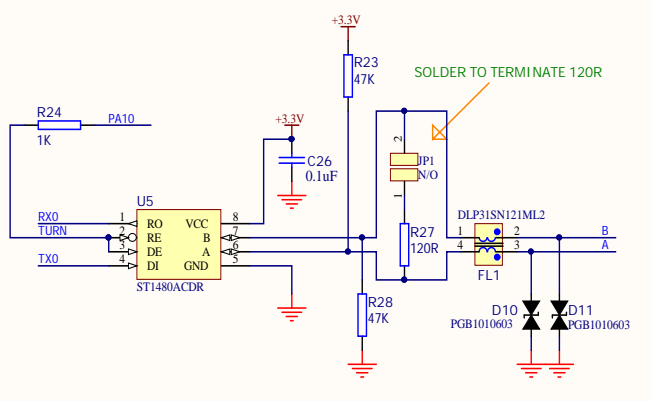 +3.3V
R23
47K
SOLDER TO TERMINATE 120R
R24
PA10
1K
+3.3V
C26
0.1uF
2
JP1
N/O
1
U5
RX0
1
RO
VCC
8
TURN
2
RE
B
7
3
DE
A
6
TX0
4
DI
GND
5
ST1480ACDR
R27
120R
DLP31SN121ML2
1
2
B
4
3
A
FL1
R28
47K
D10
PGB1010603
D11
PGB1010603